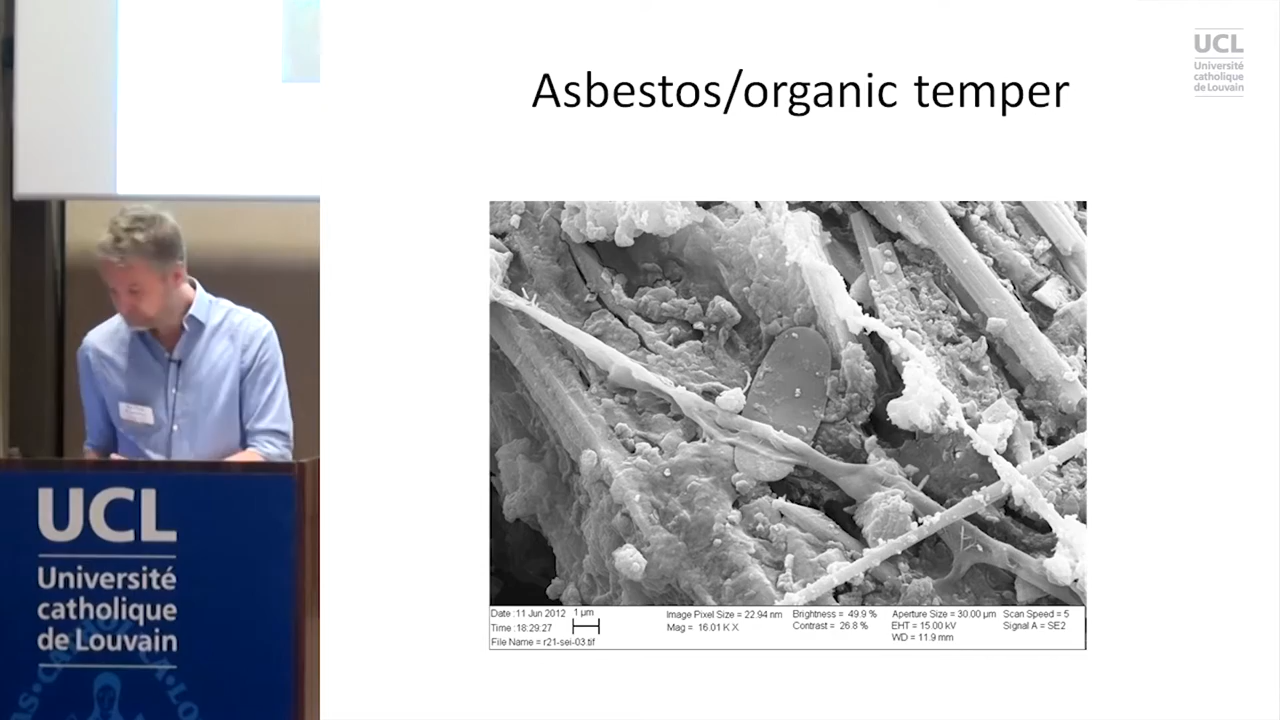 Asbestos/organic temper
UCL
Université
catholique
de Louvain
Date :11 Jun 2012
Time :18:29:27
File Name = r21-sei-03.tif
1 µm
Image Pixel Size = 22.94 nm
Mag = 16.01 K X
Brightness = 49.9 %
Contrast = 26.8 %
Aperture Size = 30.00 µm
EHT = 15.00 kV
WD = 11.9 mm
Scan Speed = 5
Signal A = SE2
UCL
Université
catholique
de Louvain